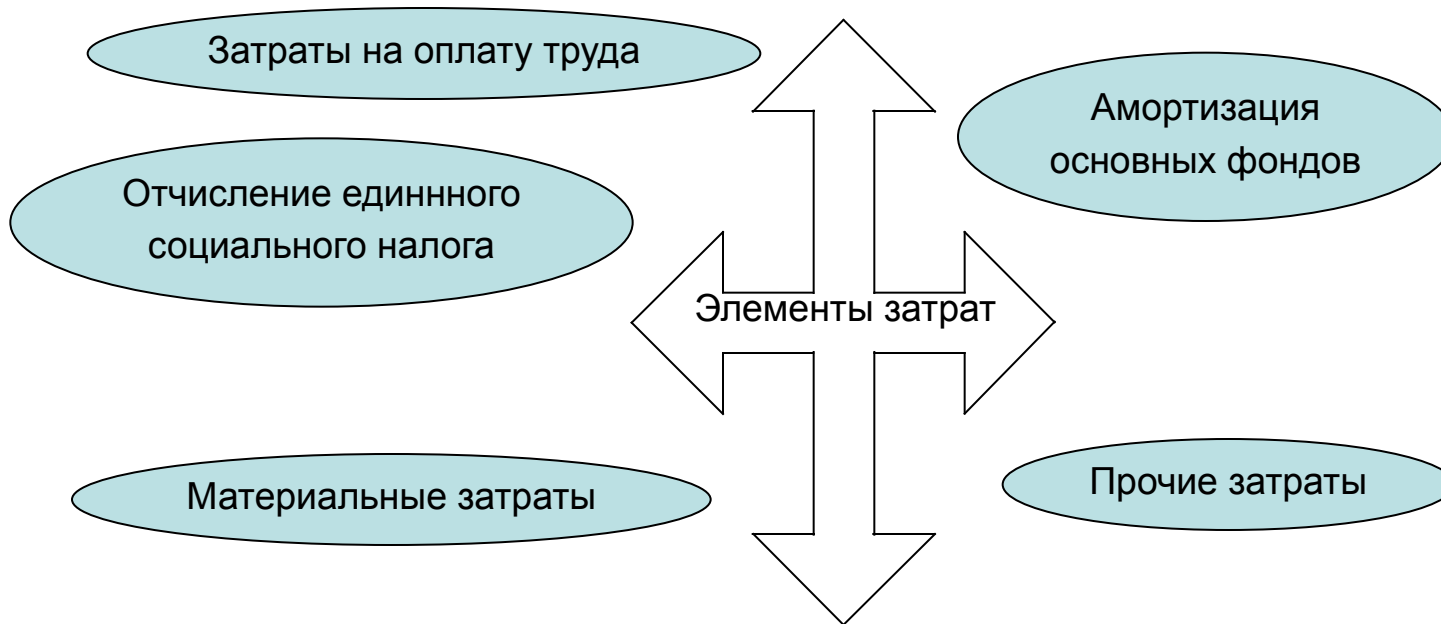 Затраты на оплату труда
Амортизация
основных фондов
Отчисление единнного
социального налога
Элементы затрат
Материальные затраты
Прочие затраты